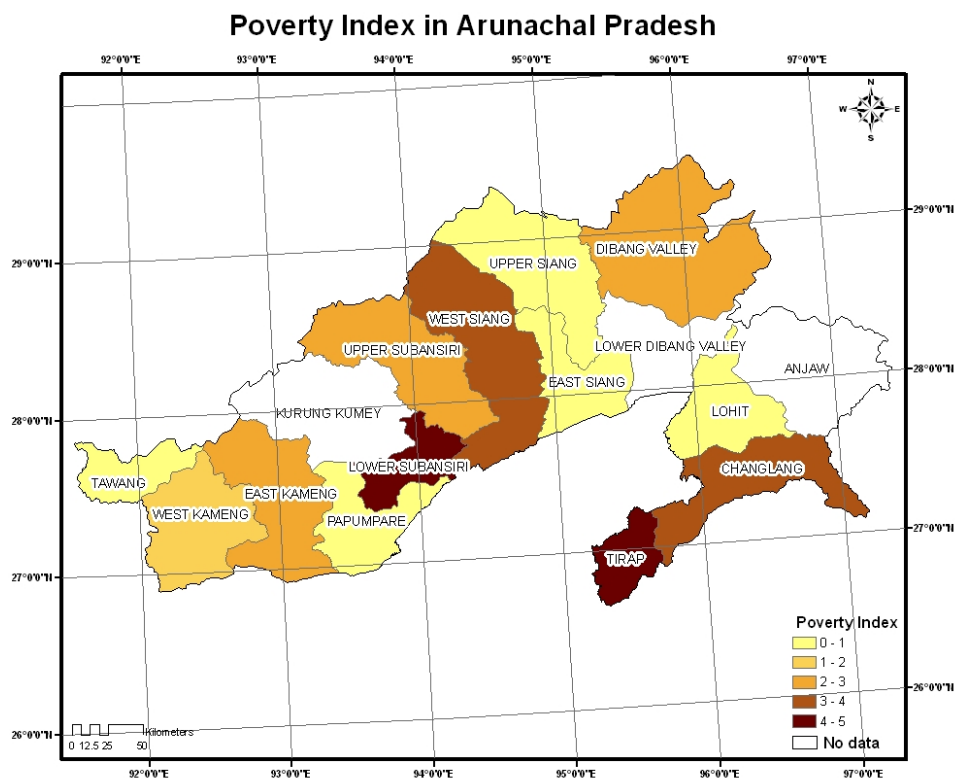 Poverty Index in Arunachal Pradesh
92°0'0"E 93°0'0"E 94°0'0"E 95°0'0"E 96°0'0"E 97°0'0"E
N
W E
S
29°0'0"N
DIBANG VALLEY
UPPER SIANG
29°0'0"N
WEST SIANG
UPPER SUBANSIRI
LOWER DIBANG VALLEY
ANJAW
28°0'0"N
EAST SIANG
KURUNG KUMEY
LOHIT
28°0'0"N
LOWER SUBANSIRI
CHANGLANG
TAWANG
EAST KAMENG
WEST KAMENG
PAPUMPARE
27°0'0"N
TIRAP
27°0'0"N
Poverty Index
0 - 1
1 - 2
2 - 3
3 - 4
4 - 5
No data
26°0'0"N
26°0'0"N
Kilometers
0 12.5 25 50
92°0'0"E 93°0'0"E 94°0'0"E 95°0'0"E 96°0'0"E 97°0'0"E